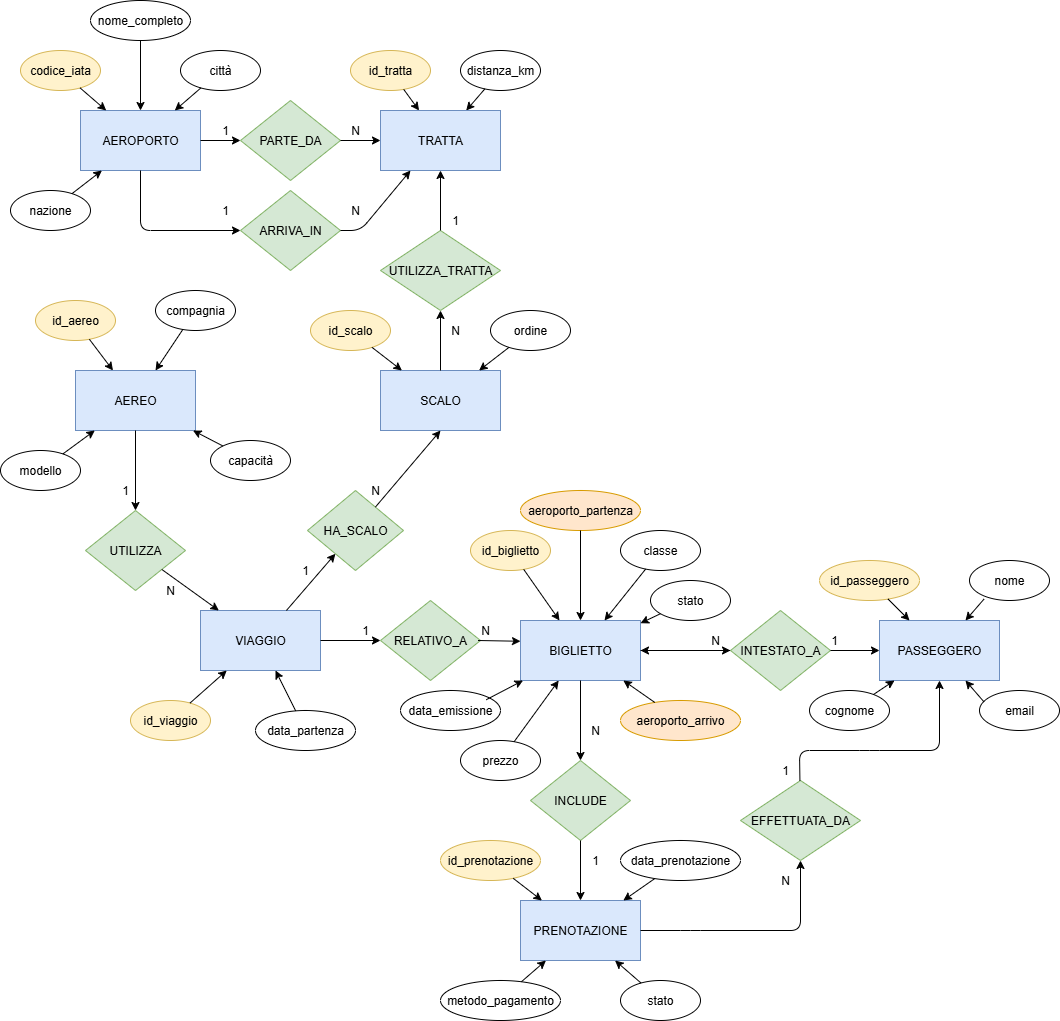 nome_completo
codice_iata
città
id_tratta
distanza_km
AEROPORTO
1
PARTE_DA
N
TRATTA
nazione
1
ARRIVA_IN
N
1
UTILIZZA_TRATTA
id_aereo
compagnia
id_scalo
N
ordine
AEREO
SCALO
modello
capacità
1
N
aeroporto_partenza
UTILIZZA
HA_SCALO
id_biglietto
classe
1
N
stato
id_passeggero
nome
VIAGGIO
1
RELATIVO_A
N
BIGLIETTO
N
INTESTATO_A
1
PASSEGGERO
id_viaggio
data_partenza
data_emissione
aeroporto_arrivo
cognome
email
N
prezzo
1
INCLUDE
EFFETTUATA_DA
id_prenotazione
1
data_prenotazione
N
PRENOTAZIONE
metodo_pagamento
stato